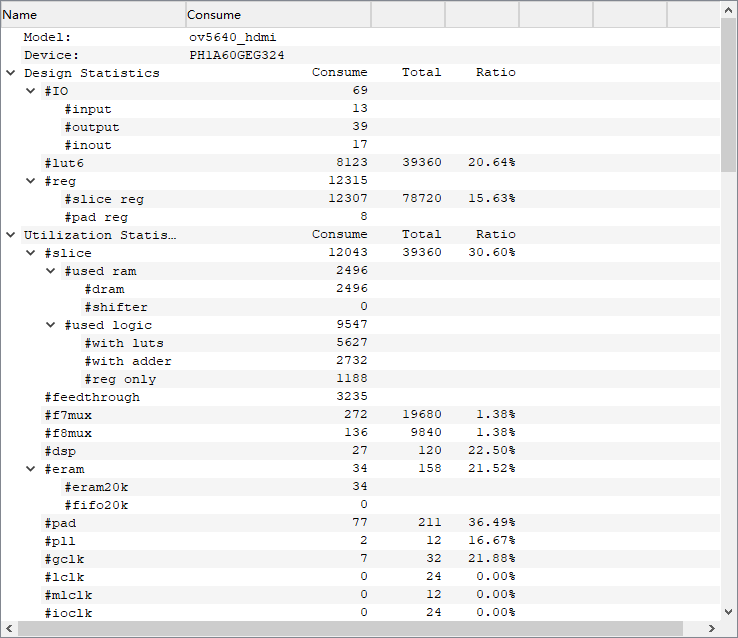 Name Consume
Model: ov5640_hdmi
Device: PH1A60GEG324
Design Statistics Consume Total Ratio
#IO 69
#input 13
#output 39
#inout 17
#lut6 8123 39360 20.64%
#reg 12315
#slice reg 12307 78720 15.63%
#pad reg 8
Utilization Statis... Consume Total Ratio
#slice 12043 39360 30.60%
#used ram 2496
#dram 2496
#shifter 0
#used logic 9547
#with luts 5627
#with adder 2732
#reg only 1188
#feedthrough 3235
#f7mux 272 19680 1.38%
#f8mux 136 9840 1.38%
#dsp 27 120 22.50%
#eram 34 158 21.52%
#eram20k 34
#fifo20k 0
#pad 77 211 36.49%
#pll 2 12 16.67%
#gclk 7 32 21.88%
#lclk 0 24 0.00%
#mlclk 0 12 0.00%
#ioclk 0 24 0.00%